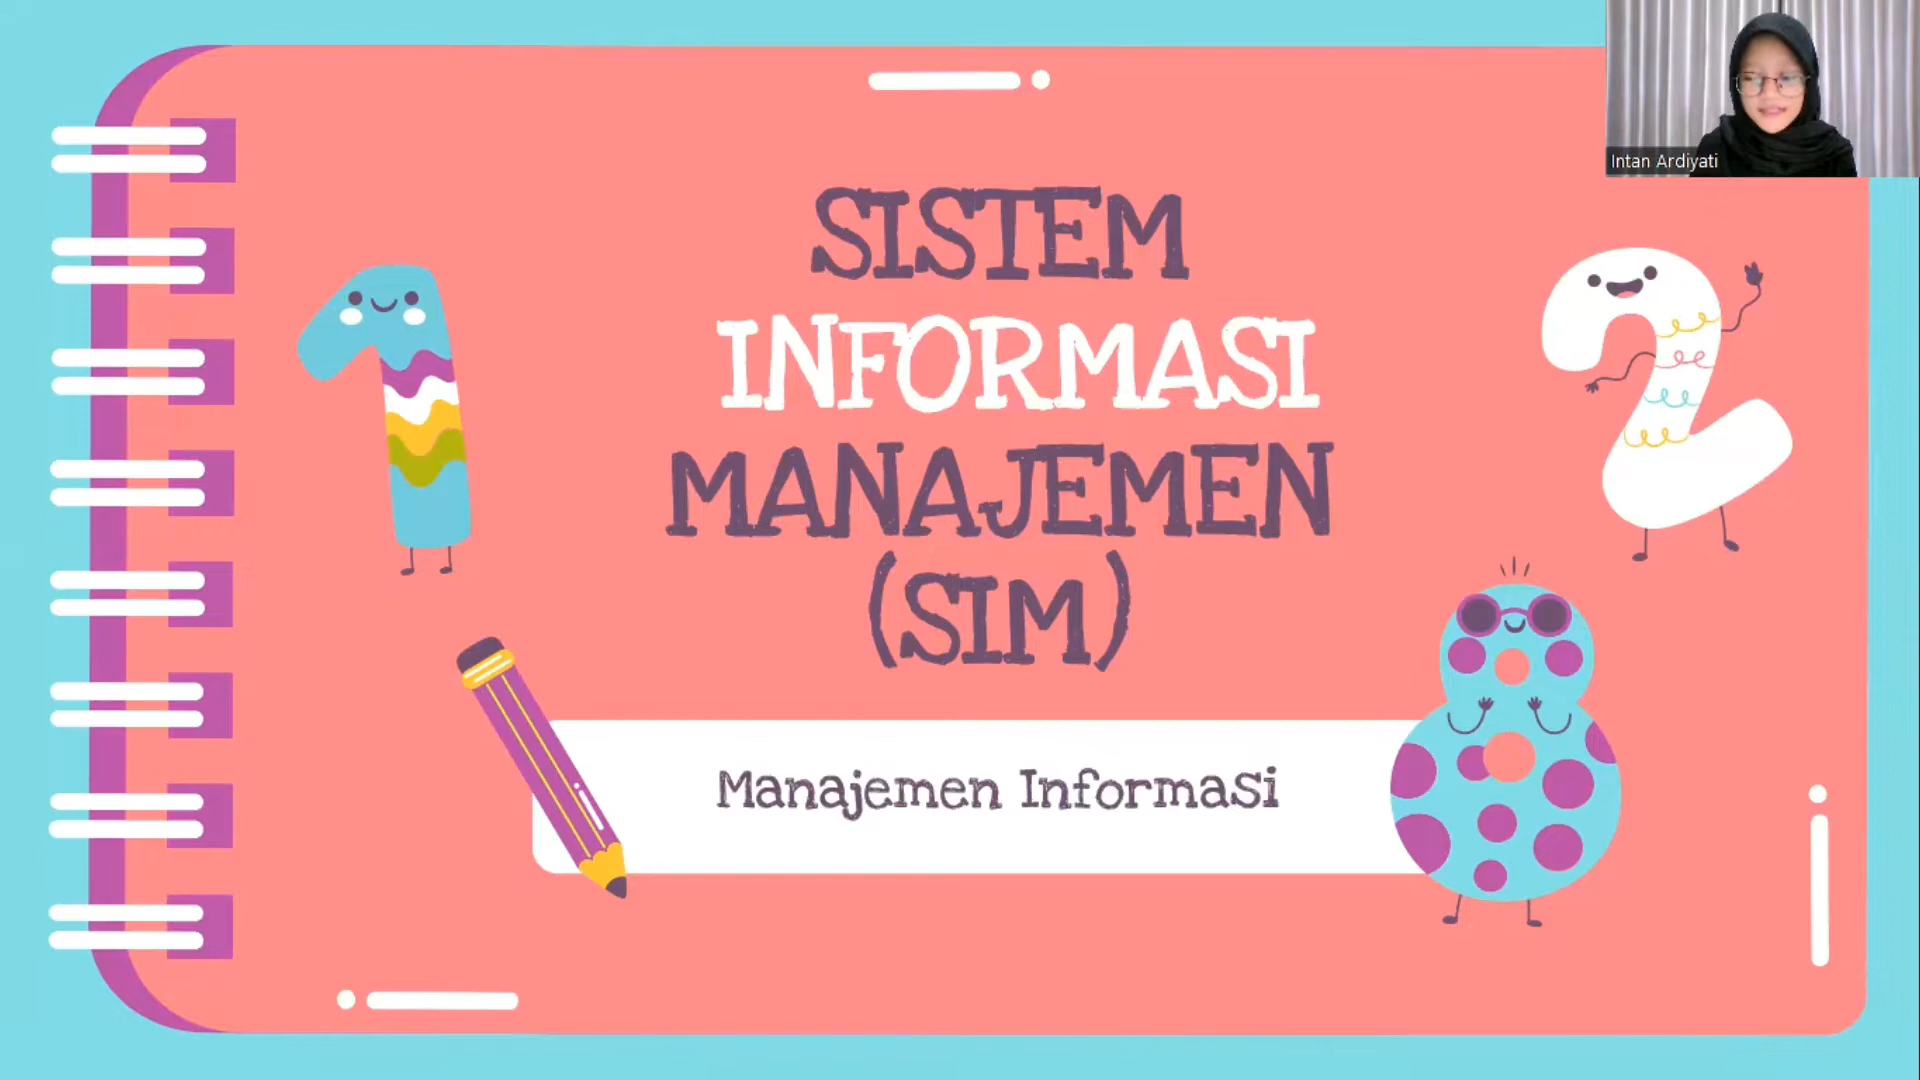 Intan Ardiyati
SISTEM
INFORMASI
MANAJEMEN
(SIM)
Manajemen Informasi